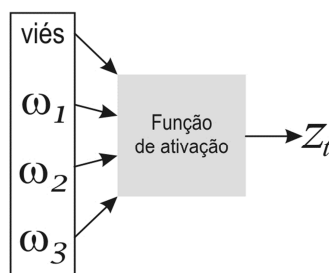 viés
ω1
ω2
ω3
Função
de ativação
Zt